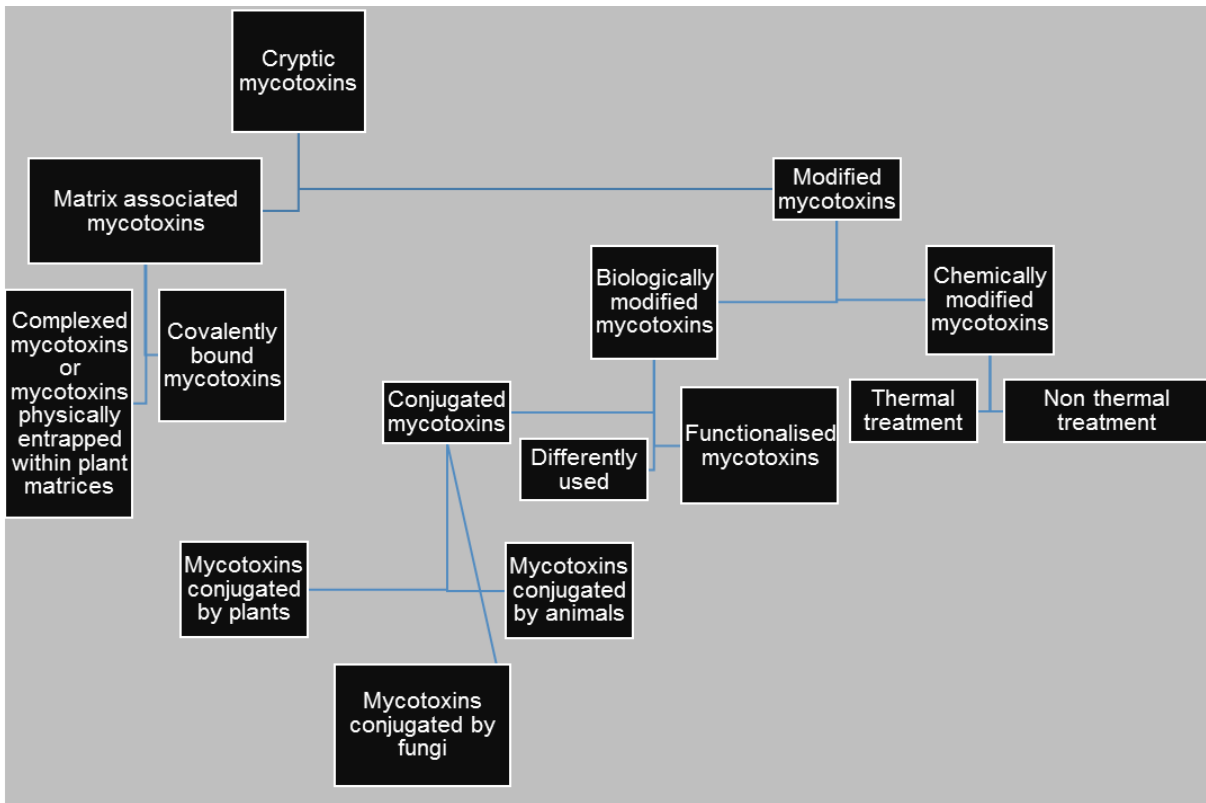 Cryptic
mycotoxins
Matrix associated
mycotoxins
Modified
mycotoxins
Complexed
mycotoxins
or
mycotoxins
physically
entrapped
within plant
matrices
Covalently
bound
mycotoxins
Biologically
modified
mycotoxins
Chemically
modified
mycotoxins
Conjugated
mycotoxins
Differently
used
Functionalised
mycotoxins
Thermal
treatment
Non thermal
treatment
Mycotoxins
conjugated
by plants
Mycotoxins
conjugated
by animals
Mycotoxins
conjugated by
fungi